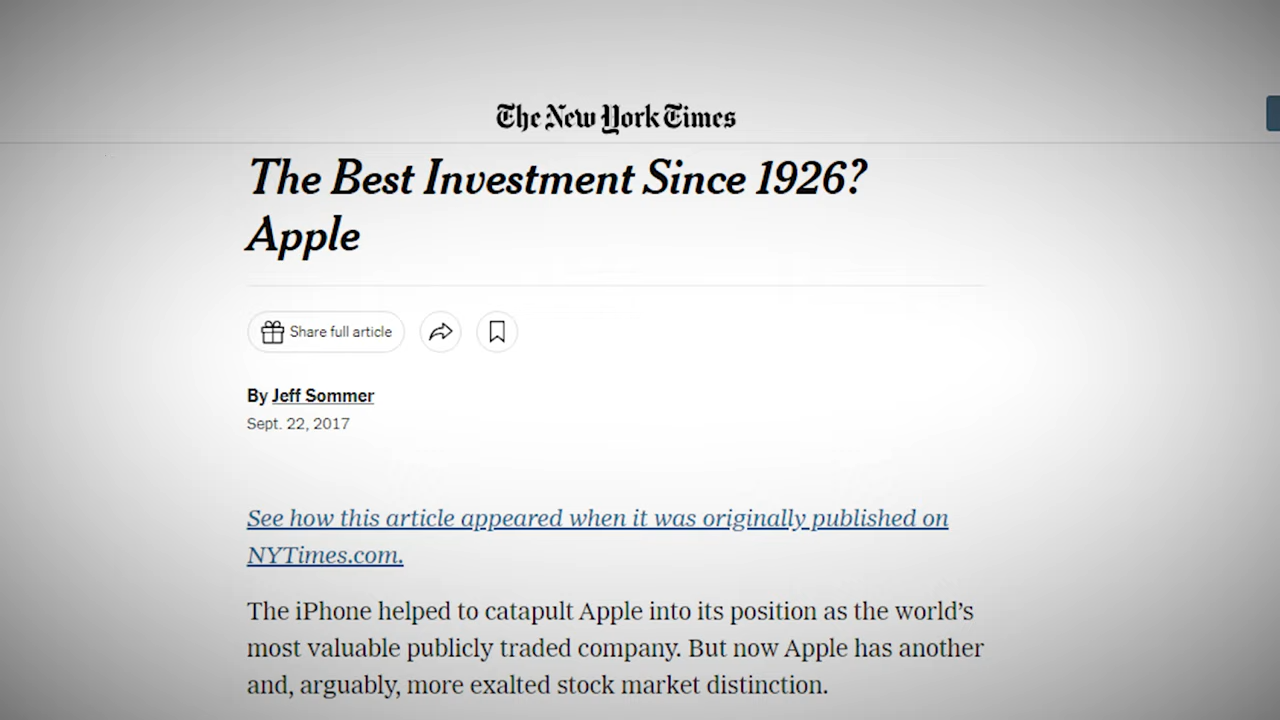 The New York Times
The Best Investment Since 1926?
Apple
Share full article
By Jeff Sommer
Sept. 22, 2017
See how this article appeared when it was originally published on
NYTimes.com.
The iPhone helped to catapult Apple into its position as the world’s
most valuable publicly traded company. But now Apple has another
and, arguably, more exalted stock market distinction.